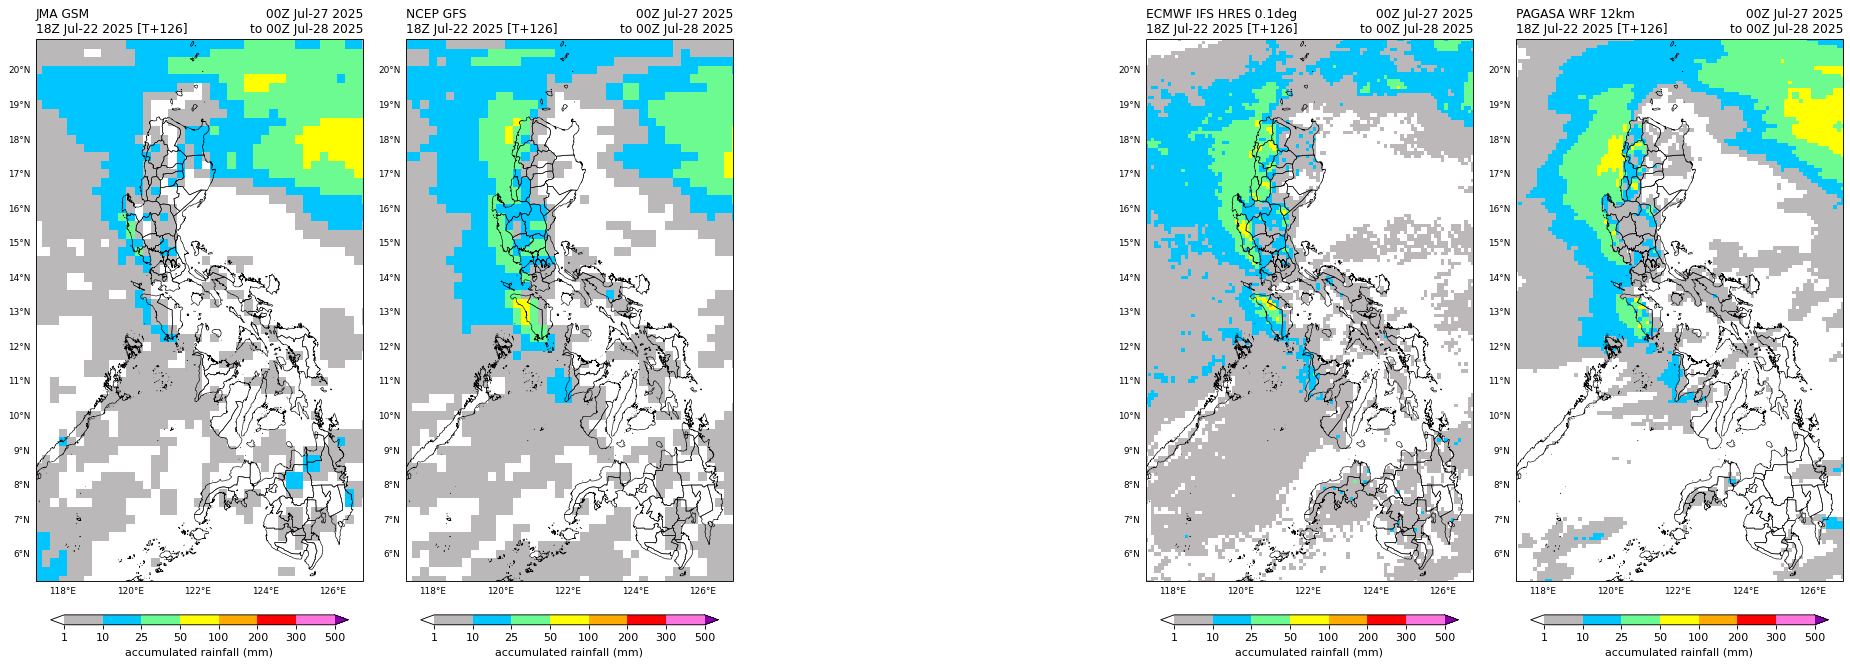 JMA GSM 00Z Jul-27 2025
18Z Jul-22 2025 [T+126] to 00Z Jul-28 2025
20°N
19°N
18°N
17°N
16°N
15°N
14°N
13°N
12°N
11°N
10°N
9°N
8°N
7°N
6°N
118°E 120°E 122°E 124°E 126°E
1 10 25 50 100 200 300 500
accumulated rainfall (mm)
NCEP GFS 00Z Jul-27 2025
18Z Jul-22 2025 [T+126] to 00Z Jul-28 2025
20°N
19°N
18°N
17°N
16°N
15°N
14°N
13°N
12°N
11°N
10°N
9°N
8°N
7°N
6°N
118°E 120°E 122°E 124°E 126°E
1 10 25 50 100 200 300 500
accumulated rainfall (mm)
ECMWF IFS HRES 0.1deg 00Z Jul-27 2025
18Z Jul-22 2025 [T+126] to 00Z Jul-28 2025
20°N
19°N
18°N
17°N
16°N
15°N
14°N
13°N
12°N
11°N
10°N
9°N
8°N
7°N
6°N
118°E 120°E 122°E 124°E 126°E
1 10 25 50 100 200 300 500
accumulated rainfall (mm)
PAGASA WRF 12km 00Z Jul-27 2025
18Z Jul-22 2025 [T+126] to 00Z Jul-28 2025
20°N
19°N
18°N
17°N
16°N
15°N
14°N
13°N
12°N
11°N
10°N
9°N
8°N
7°N
6°N
118°E 120°E 122°E 124°E 126°E
1 10 25 50 100 200 300 500
accumulated rainfall (mm)